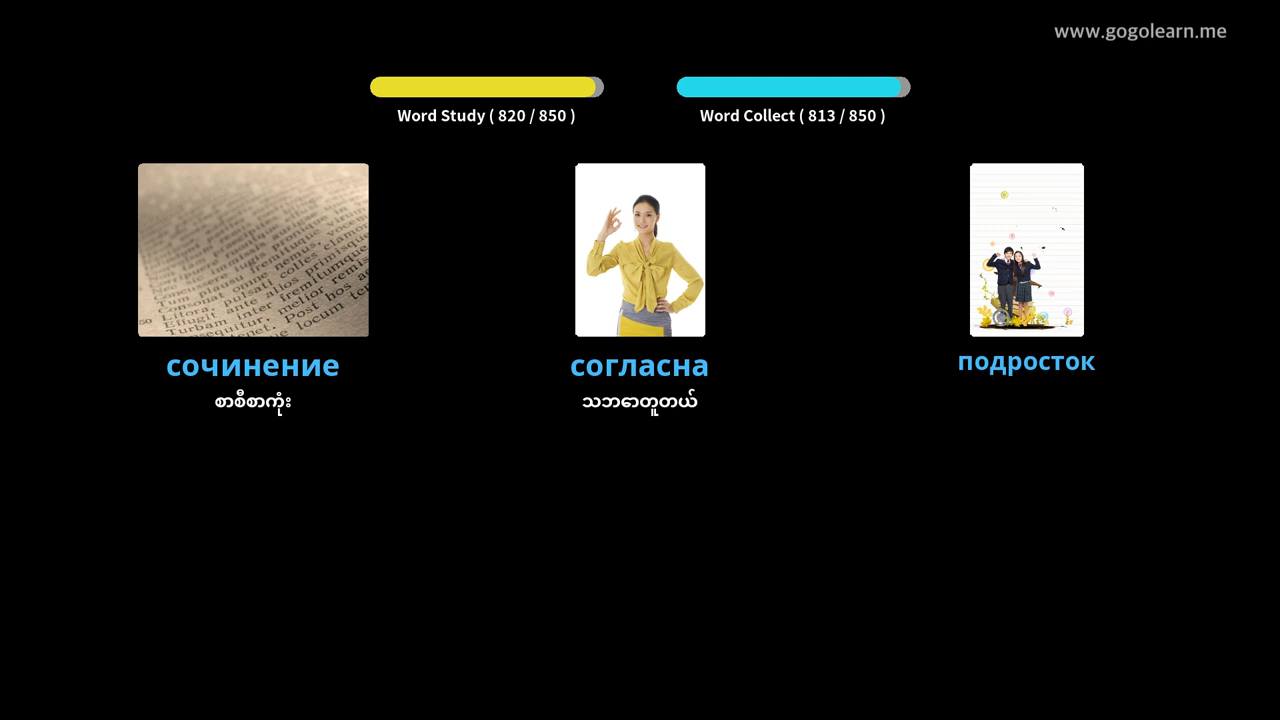 www.gogolearn.me
Word Study ( 820 / 850 )
Word Collect ( 813 / 850 )
сочинение
စာစီစာကုံး
согласна
သဘောတူတယ်
подросток